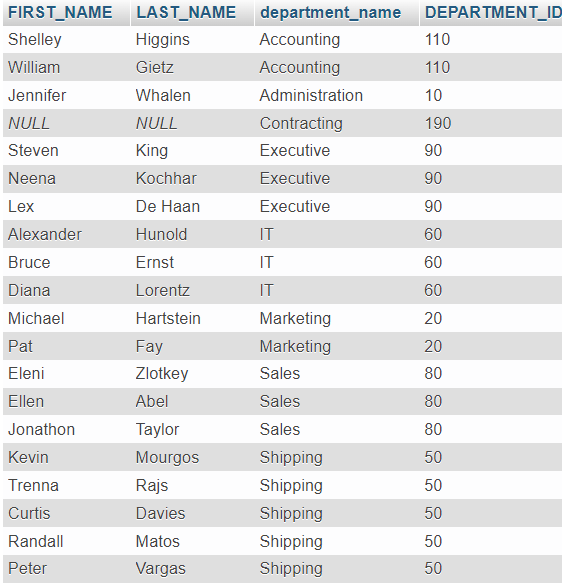 FIRST_NAME LAST_NAME department_name DEPARTMENT_ID
Shelley Higgins Accounting 110
William Gietz Accounting 110
Jennifer Whalen Administration 10
NULL NULL Contracting 190
Steven King Executive 90
Neena Kochhar Executive 90
Lex De Haan Executive 90
Alexander Hunold IT 60
Bruce Ernst IT 60
Diana Lorentz IT 60
Michael Hartstein Marketing 20
Pat Fay Marketing 20
Eleni Zlotkey Sales 80
Ellen Abel Sales 80
Jonathon Taylor Sales 80
Kevin Mourgos Shipping 50
Trenna Rajs Shipping 50
Curtis Davies Shipping 50
Randall Matos Shipping 50
Peter Vargas Shipping 50